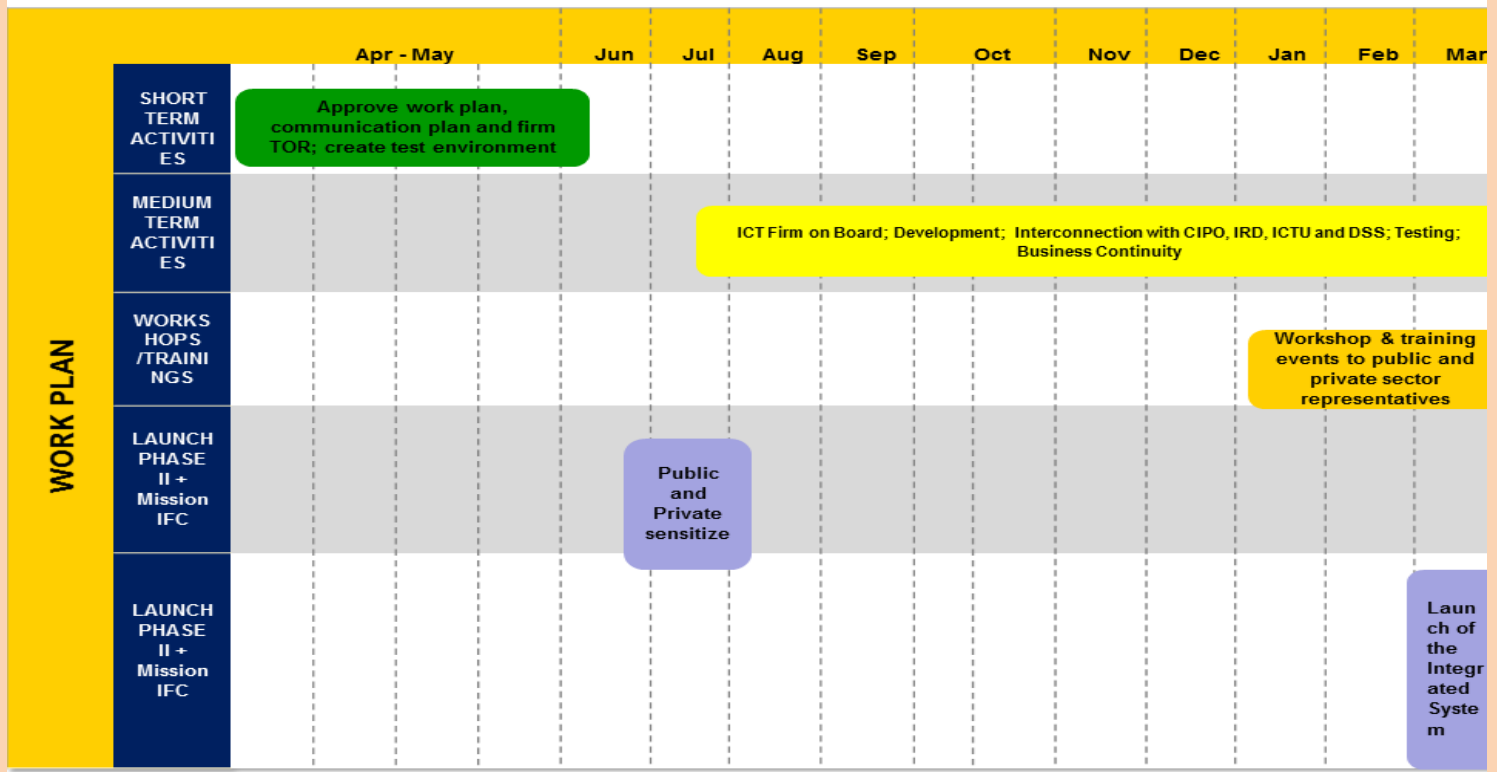 Apr - May Jun Jul Aug Sep Oct Nov Dec Jan Feb Mar
WORK PLAN
SHORT
TERM
ACTIVITI
ES
Approve work plan,
communication plan and firm
TOR; create test environment
MEDIUM
TERM
ACTIVITI
ES
ICT Firm on Board; Development; Interconnection with CIPO, IRD, ICTU and DSS; Testing;
Business Continuity
WORKS
HOPS
/TRAINI
NGS
Workshop & training
events to public and
private sector
representatives
LAUNCH
PHASE
II +
Mission
IFC
Public
and
Private
sensitize
LAUNCH
PHASE
II +
Mission
IFC
Laun
ch of
the
Integr
ated
Syste
m